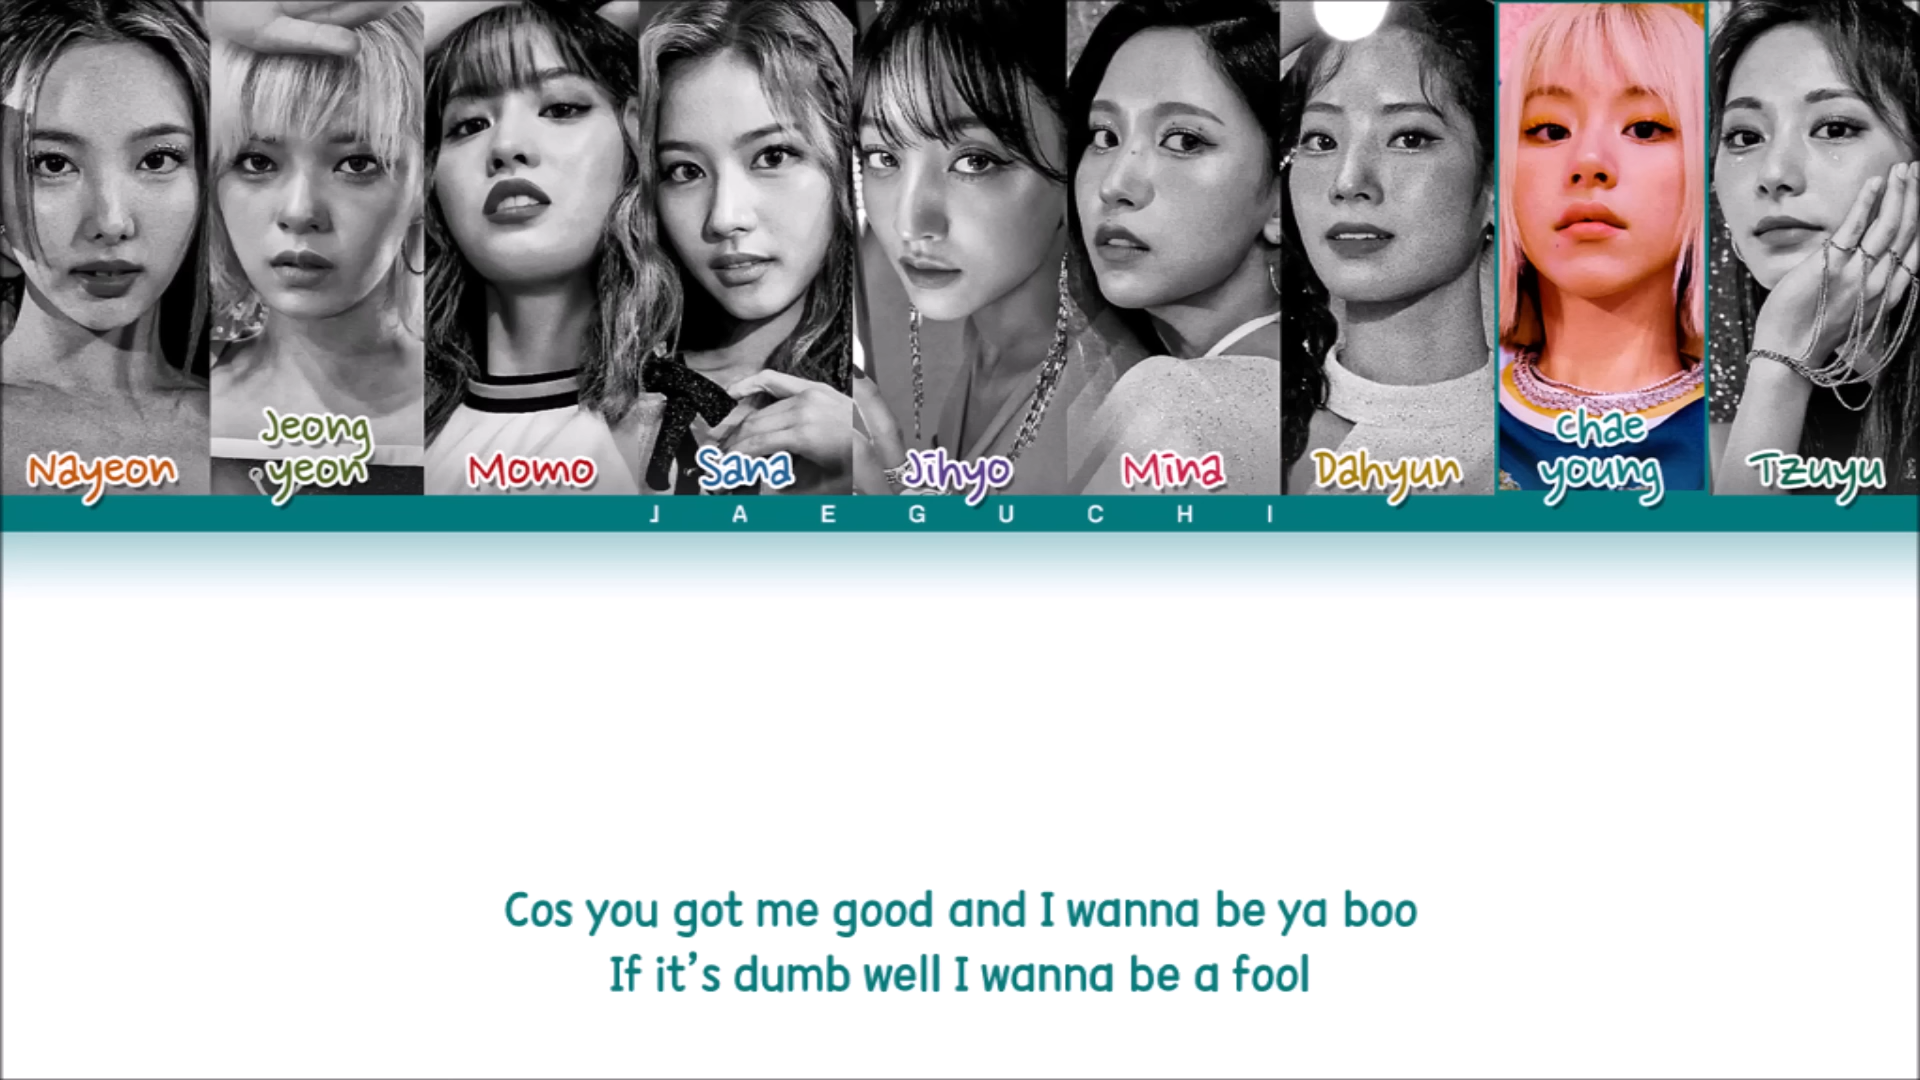 Nayeon
Jeong
yeon
Momo
Sana
Jihyo
Mina
Dahyun
Chae
young
Tzuyu
JAEGUCHI
Cos you got me good and I wanna be ya boo
If it's dumb well I wanna be a fool